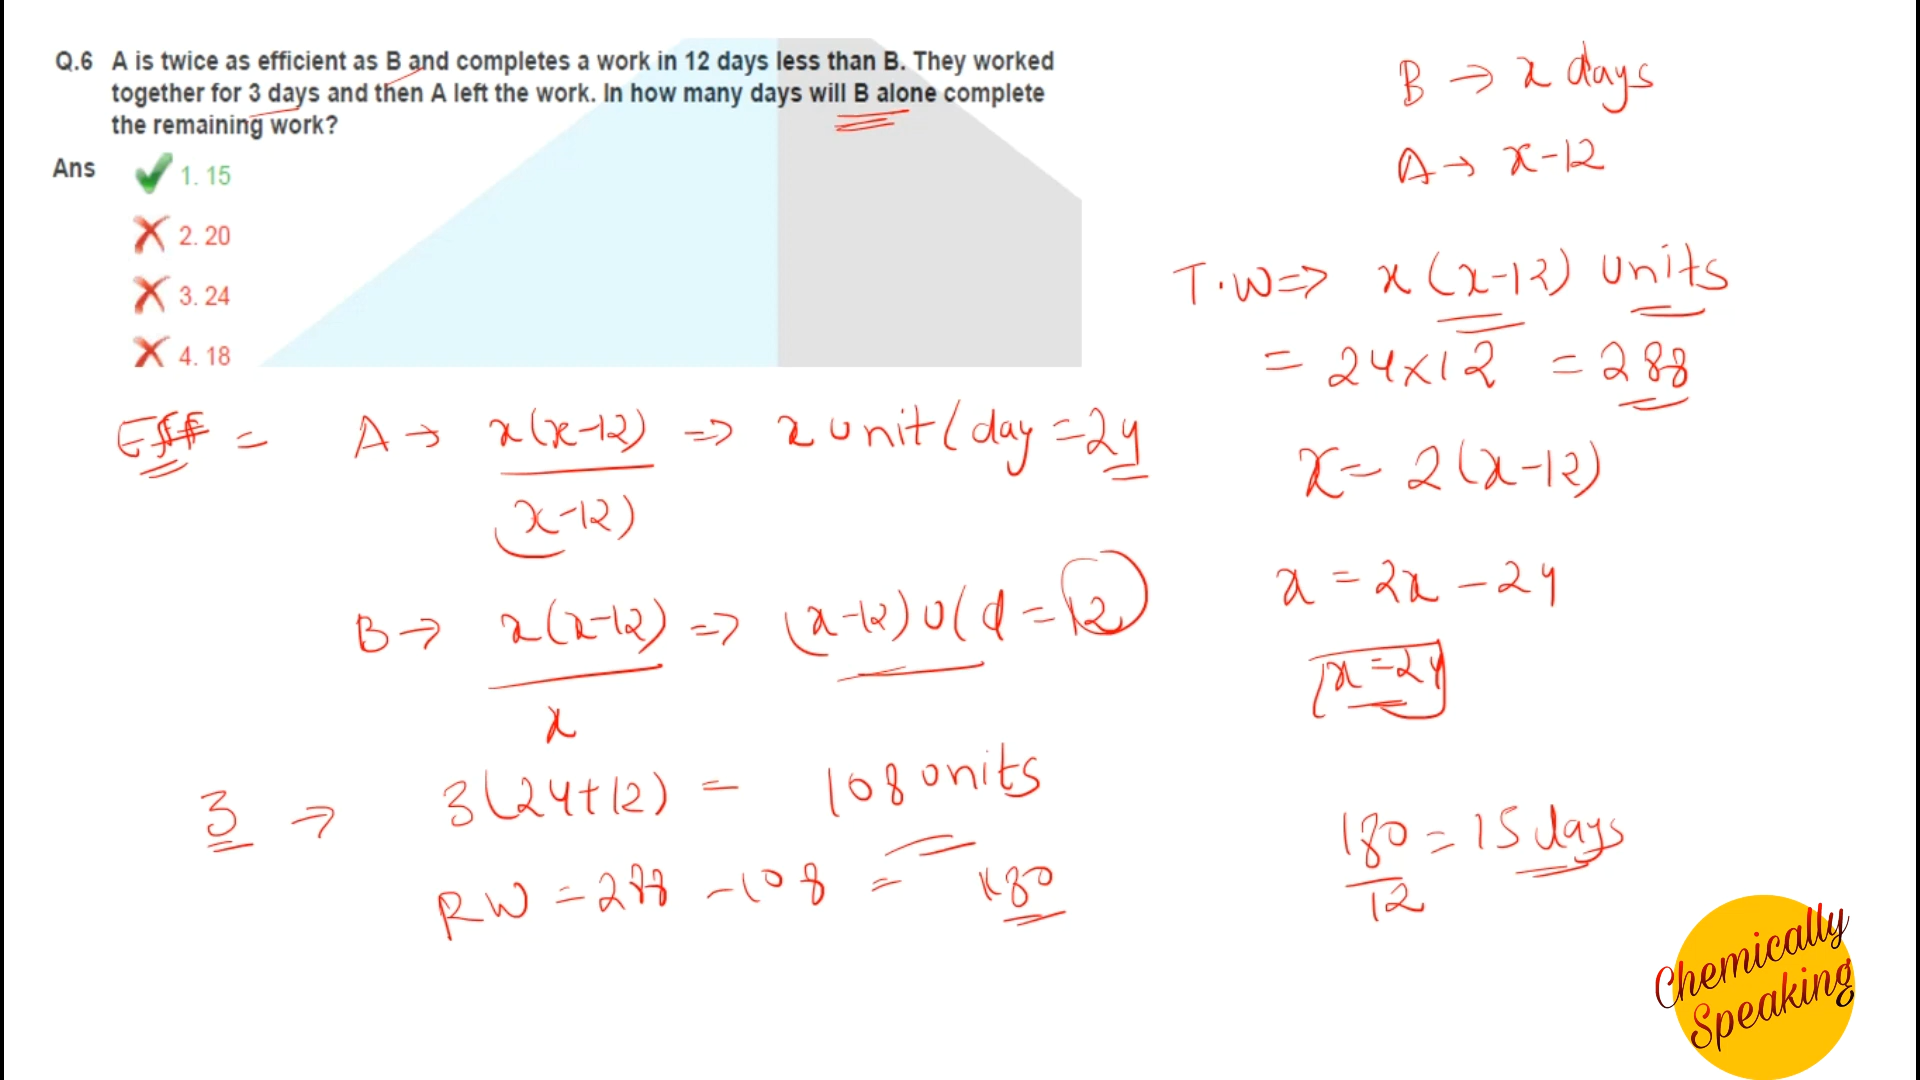 Q.6 A is twice as efficient as B and completes a work in 12 days less than B. They worked
together for 3 days and then A left the work. In how many days will B alone complete
the remaining work?
Ans
1. 15
2. 20
3. 24
4. 18
B → x days
A → x-12
T.W => x(x-12) units
= 24×12 = 288
x = 2(x-12)
x = 2x - 24
x = 24
Eff = A → x(x-12) => x unit/day = 24
(x-12)
B → x(x-12) => (x-12) u/d = 12
x
3 → 3(24+12) = 108 units
RW = 288 - 108 = 180
180 = 15 days
12
Chemically
Speaking